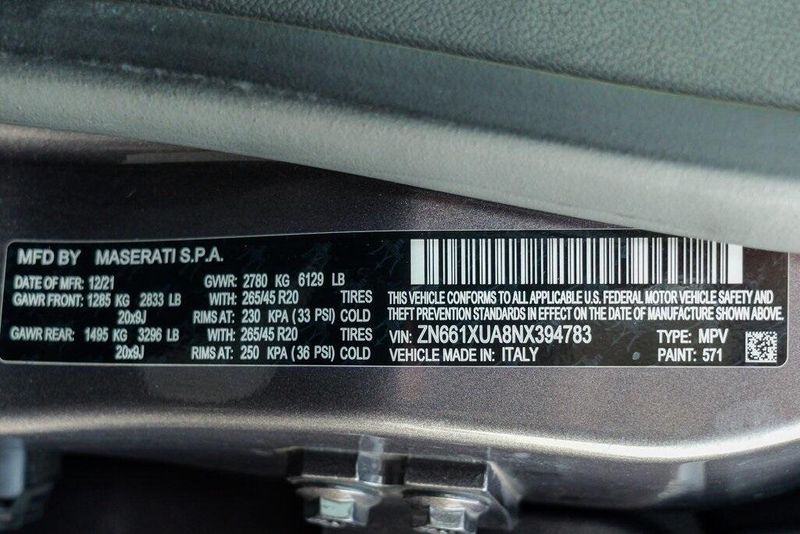 MFD BY MASERATI S.P.A.
DATE OF MFR: 12/21 GVWR: 2780 KG 6129 LB
GAWR FRONT: 1285 KG 2833 LB WITH: 265/45 R20 TIRES
20x9J RIMS AT: 230 KPA (33 PSI) COLD
GAWR REAR: 1495 KG 3296 LB WITH: 265/45 R20 TIRES
20x9J RIMS AT: 250 KPA (36 PSI) COLD
THIS VEHICLE CONFORMS TO ALL APPLICABLE U.S. FEDERAL MOTOR VEHICLE SAFETY AND
THEFT PREVENTION STANDARDS IN EFFECT ON THE DATE OF MANUFACTURE SHOWN ABOVE.
VIN: ZN661XUA8NX394783 TYPE: MPV
VEHICLE MADE IN: ITALY PAINT: 571